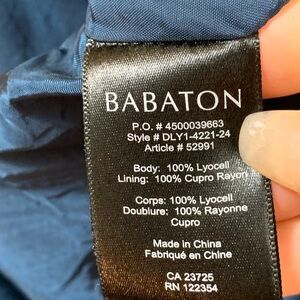 BABATON
P.O. # 4500039663
Style # DLY1-4221-24
Article # 52991
Body: 100% Lyocell
Lining: 100% Cupro Rayon
Corps: 100% Lyocell
Doublure: 100% Rayonne
Cupro
Made in China
Fabriqué en Chine
CA 23725
RN 122354